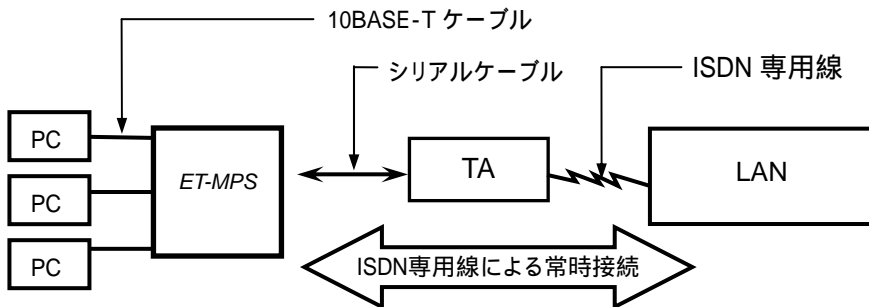 10BASE-T ケーブル
シリアルケーブル
ISDN 専用線
PC
PC
PC
ET-MPS
TA
LAN
ISDN専用線による常時接続